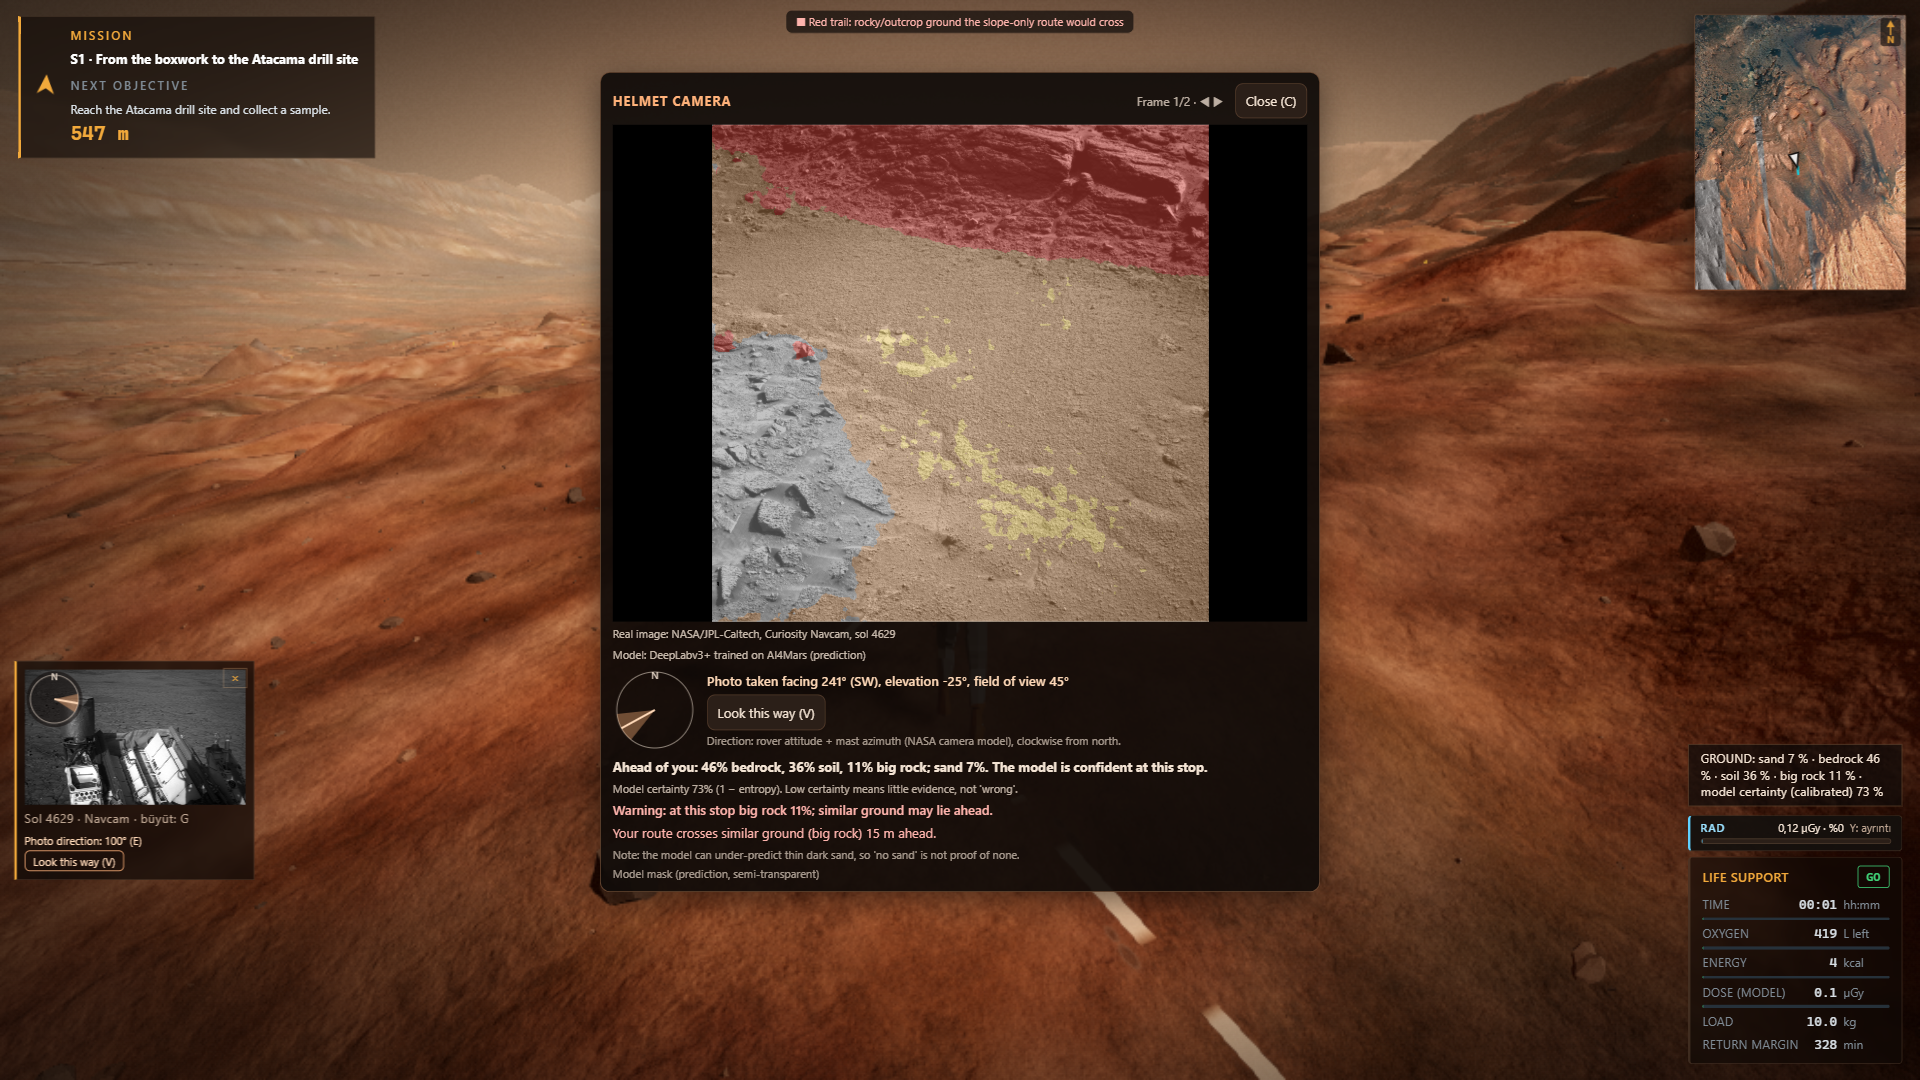 Red trail: rocky/outcrop ground the slope-only route would cross
MISSION
S1 · From the boxwork to the Atacama drill site
NEXT OBJECTIVE
Reach the Atacama drill site and collect a sample.
547 m
HELMET CAMERA
Frame 1/2 · ◀ ▶
Close (C)
N
Real image: NASA/JPL-Caltech, Curiosity Navcam, sol 4629
Model: DeepLabv3+ trained on AI4Mars (prediction)
N
Photo taken facing 241° (SW), elevation -25°, field of view 45°
Look this way (V)
Direction: rover attitude + mast azimuth (NASA camera model), clockwise from north.
Ahead of you: 46% bedrock, 36% soil, 11% big rock; sand 7%. The model is confident at this stop.
Model certainty 73% (1 − entropy). Low certainty means little evidence, not 'wrong'.
Warning: at this stop big rock 11%; similar ground may lie ahead.
Your route crosses similar ground (big rock) 15 m ahead.
Note: the model can under-predict thin dark sand, so 'no sand' is not proof of none.
Model mask (prediction, semi-transparent)
N
×
Sol 4629 · Navcam · büyüt: G
Photo direction: 100° (E)
Look this way (V)
GROUND: sand 7 % · bedrock 46
% · soil 36 % · big rock 11 % ·
model certainty (calibrated) 73 %
RAD 0,12 µGy · %0 Y: ayrıntı
LIFE SUPPORT GO
TIME 00:01 hh:mm
OXYGEN 419 L left
ENERGY 4 kcal
DOSE (MODEL) 0.1 µGy
LOAD 10.0 kg
RETURN MARGIN 328 min